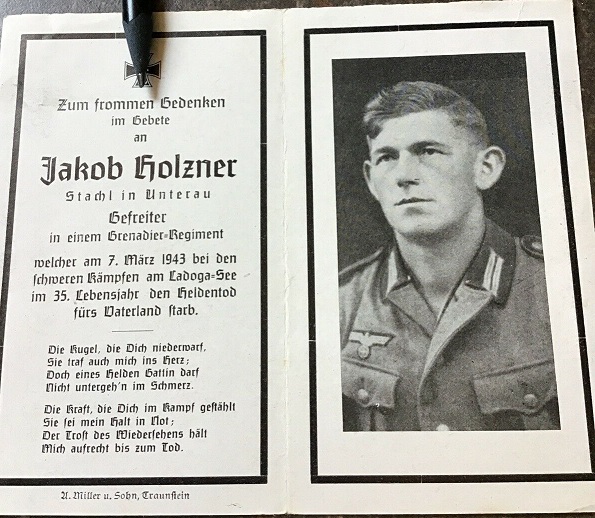 Zum frommen Gedenken
im Gebete
an
Jakob Holzner
Stachl in Unterau
Gefreiter
in einem Grenadier-Regiment
welcher am 7. März 1943 bei den
schweren Kämpfen am Ladoga-See
im 35. Lebensjahr den Heldentod
fürs Vaterland starb.
Die Kugel, die Dich niederwarf,
Sie traf auch mich ins Herz;
Doch eines Helden Gattin darf
Nicht untergeh'n im Schmerz.
Die Kraft, die Dich im Kampf gestählt
Sie sei mein Halt in Not;
Der Trost des Wiedersehens hält
Mich aufrecht bis zum Tod.
A. Miller u. Sohn, Traunstein